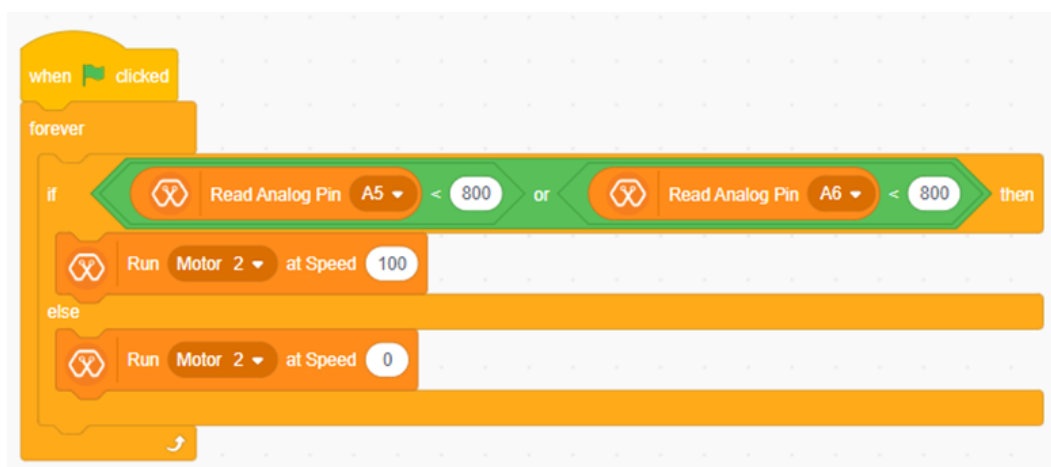 when clicked
forever
if Read Analog Pin A5 < 800 or Read Analog Pin A6 < 800 then
Run Motor 2 at Speed 100
else
Run Motor 2 at Speed 0